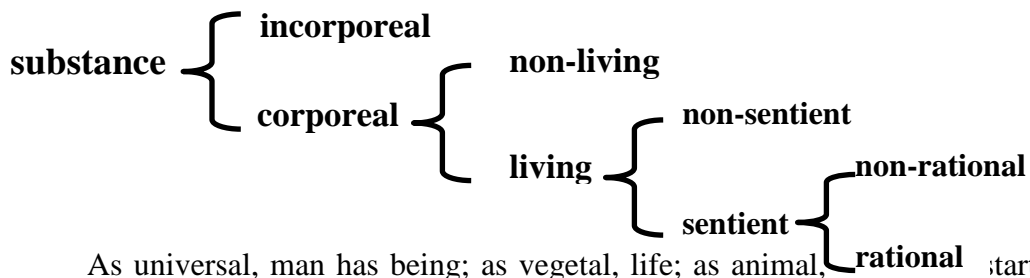 incorporeal
substance
non-living
corporeal
non-sentient
living
non-rational
sentient
rational
As universal, man has being; as vegetal, life; as animal,